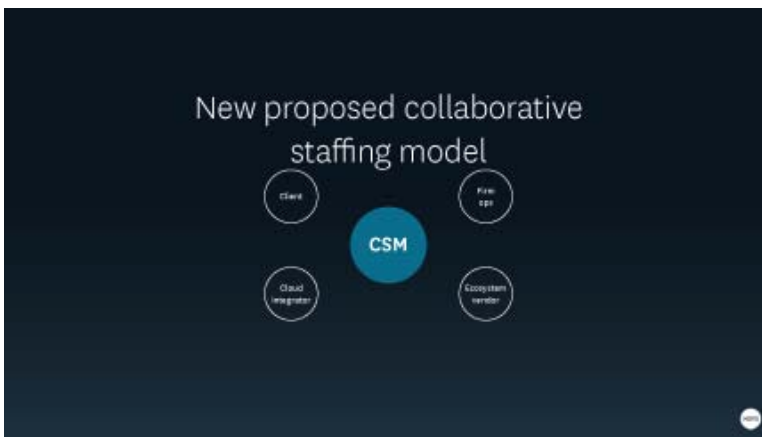 New proposed collaborative
staffing model
Client
Firm
ops
CSM
Cloud
integrator
Ecosystem
vendor